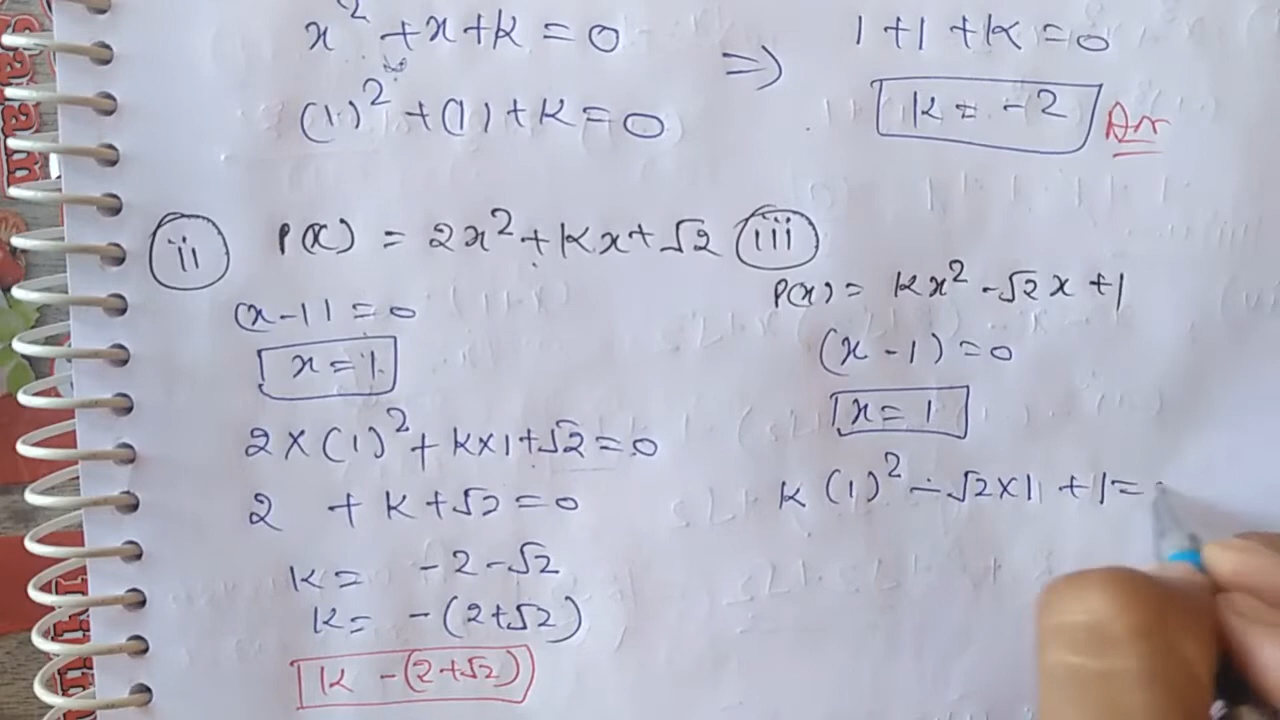 x² + x + k = 0
(1)² + (1) + k = 0
⇒ 1 + 1 + k = 0
k = -2 Ans
ii P(x) = 2x² + kx + √2
(x - 1) = 0
x = 1
2 × (1)² + k×1 + √2 = 0
2 + k + √2 = 0
k = -2 - √2
k = -(2 + √2)
k -(2 + √2)
iii
P(x) = kx² - √2x + 1
(x - 1) = 0
x = 1
k (1)² - √2 × 1 + 1 =